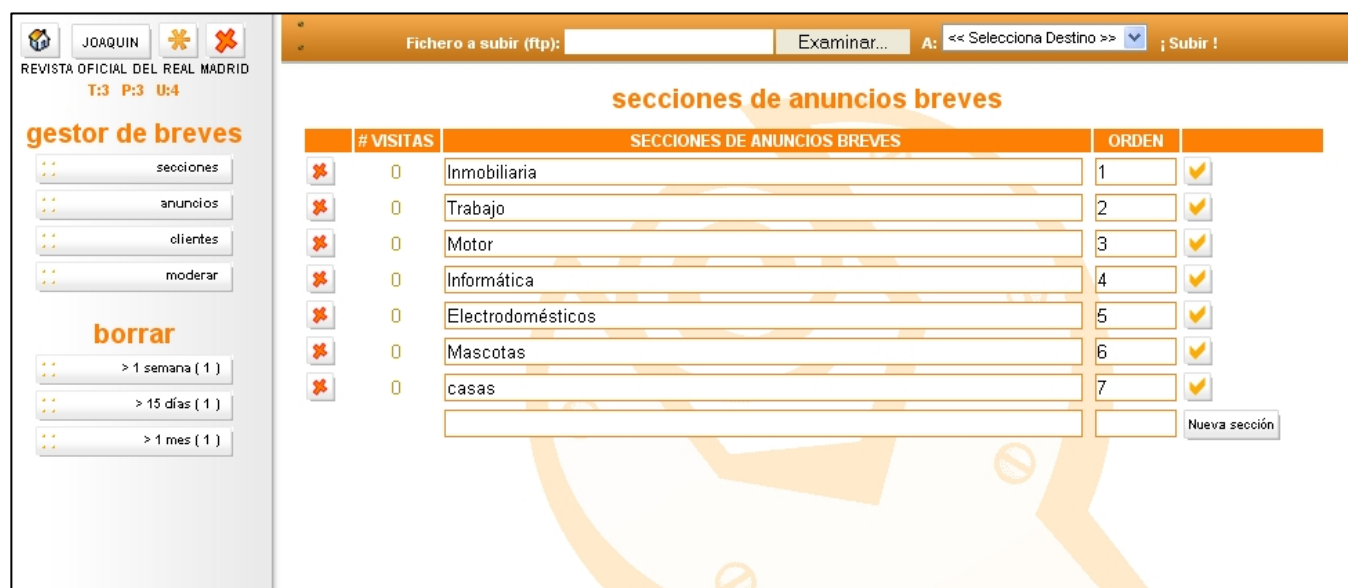 JOAQUIN
REVISTA OFICIAL DEL REAL MADRID
T:3 P:3 U:4
gestor de breves
secciones
anuncios
clientes
moderar
borrar
> 1 semana ( 1 )
> 15 días ( 1 )
> 1 mes ( 1 )
Fichero a subir (ftp): Examinar... A: << Selecciona Destino >> ¡ Subir !
secciones de anuncios breves
# VISITAS SECCIONES DE ANUNCIOS BREVES ORDEN
0 Inmobiliaria 1
0 Trabajo 2
0 Motor 3
0 Informática 4
0 Electrodomésticos 5
0 Mascotas 6
0 casas 7
Nueva sección